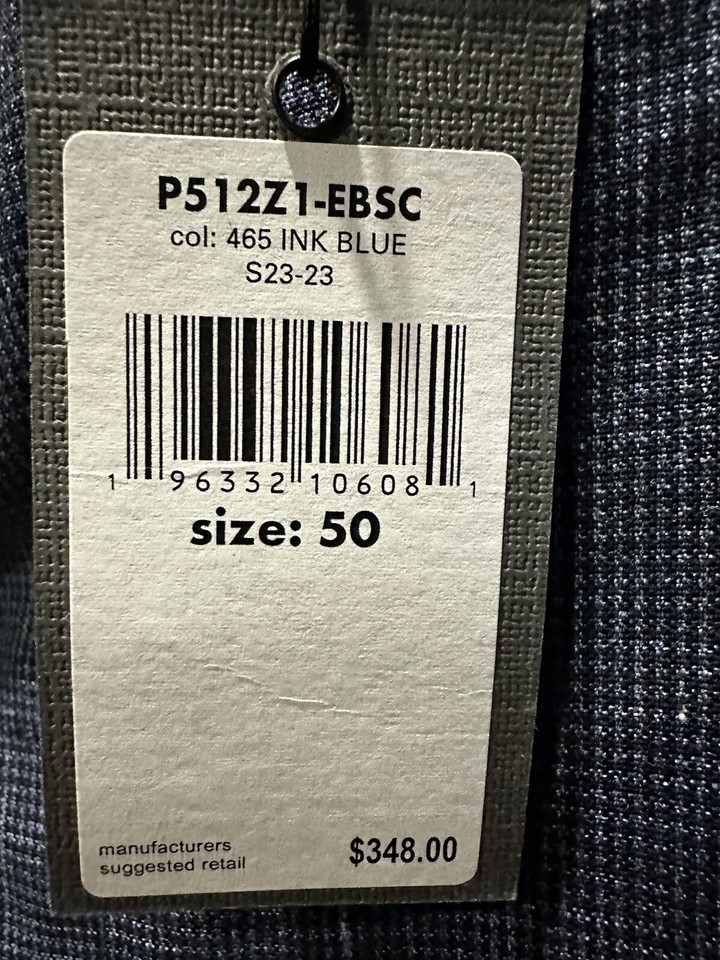 P512Z1-EBSC
col: 465 INK BLUE
S23-23
1 96332 10608 1
size: 50
manufacturers
suggested retail
$348.00